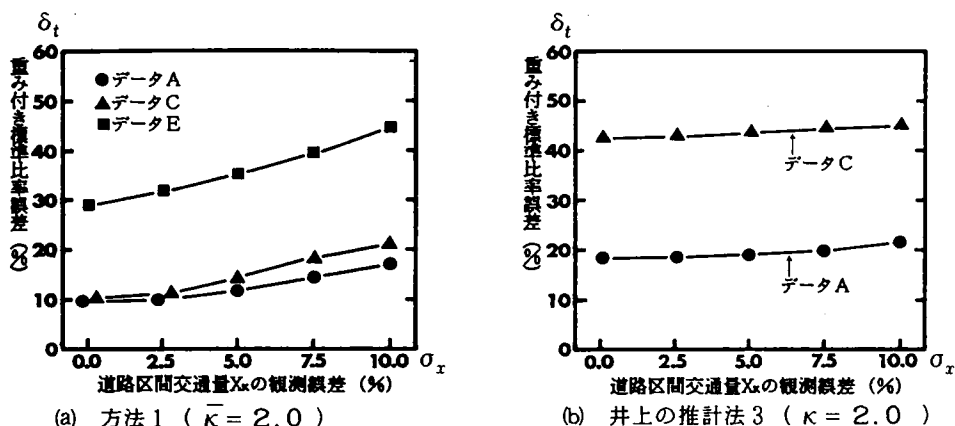 δt
重み付き標準比率誤差(%)
60
50
40
30
20
10
0
●データA
▲データC
■データE
0.0 2.5 5.0 7.5 10.0
道路区間交通量Xkの観測誤差(%)
(a) 方法1(κ̅=2.0)
δt
重み付き標準比率誤差(%)
60
50
40
30
20
10
0
データC
データA
0.0 2.5 5.0 7.5 10.0 σx
σx
道路区間交通量Xkの観測誤差(%)
(b) 井上の推計法3(κ=2.0)